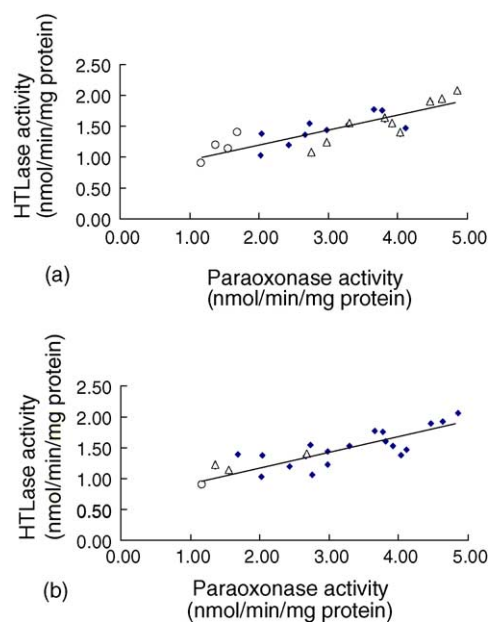 HTLase activity
(nmol/min/mg protein)
2.50
2.00
1.50
1.00
0.50
0.00
0.00 1.00 2.00 3.00 4.00 5.00
(a)
Paraoxonase activity
(nmol/min/mg protein)
HTLase activity
(nmol/min/mg protein)
2.50
2.00
1.50
1.00
0.50
0.00
0.00 1.00 2.00 3.00 4.00 5.00
(b)
Paraoxonase activity
(nmol/min/mg protein)